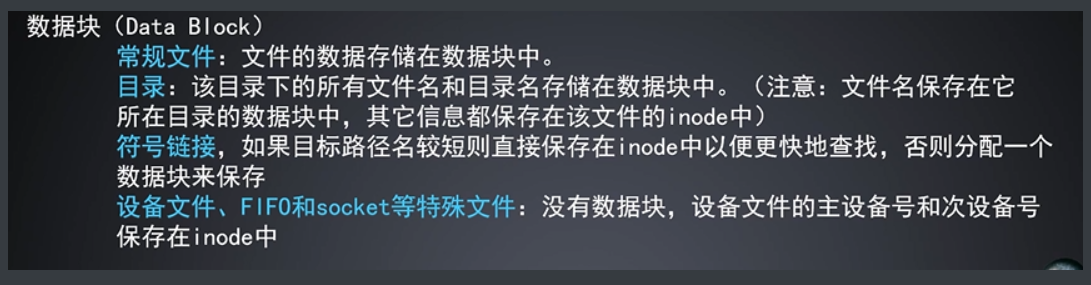 数据块（Data Block）
常规文件：文件的数据存储在数据块中。
目录：该目录下的所有文件名和目录名存储在数据块中。（注意：文件名保存在它
所在目录的数据块中，其它信息都保存在该文件的inode中）
符号链接，如果目标路径名较短则直接保存在inode中以便更快地查找，否则分配一个
数据块来保存
设备文件、FIFO和socket等特殊文件：没有数据块，设备文件的主设备号和次设备号
保存在inode中